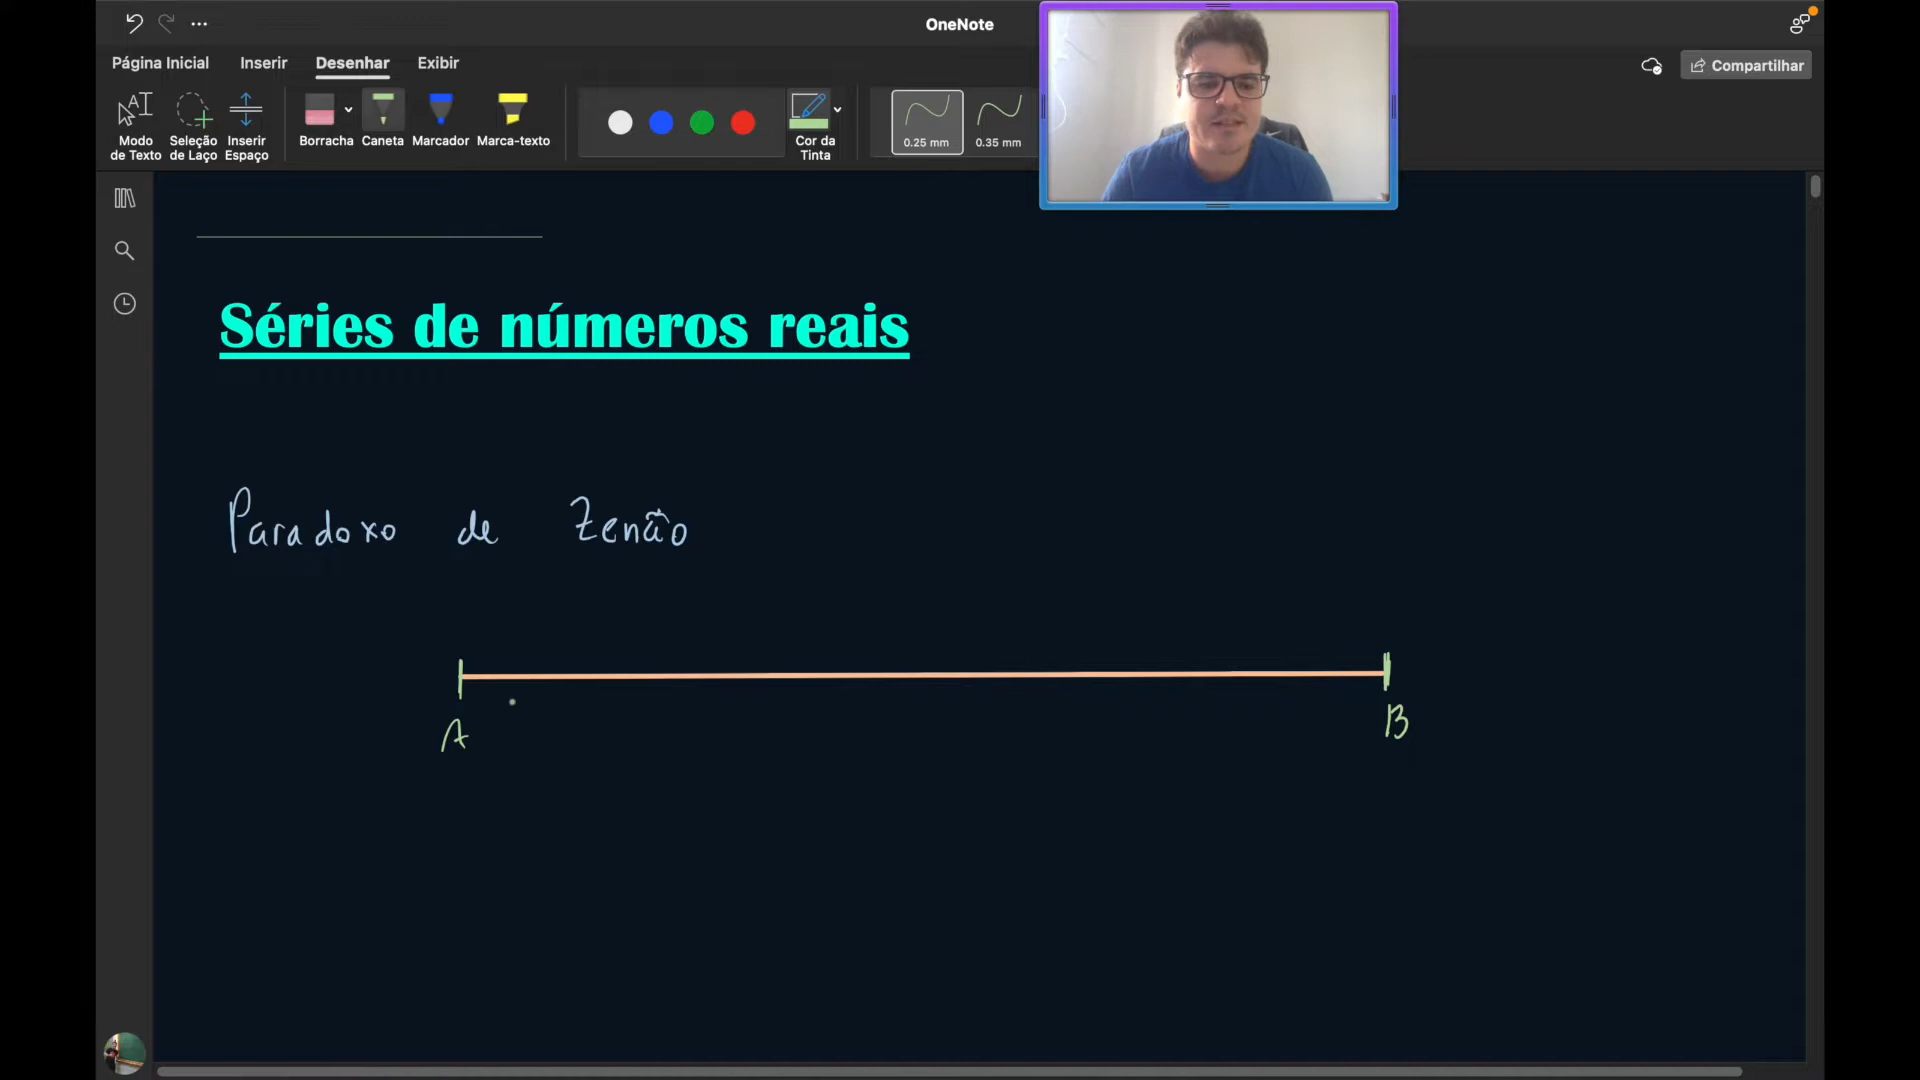 OneNote
Página Inicial Inserir Desenhar Exibir
Compartilhar
Modo de Texto
Seleção de Laço
Inserir Espaço
Borracha
Caneta
Marcador
Marca-texto
Cor da Tinta
0.25 mm
0.35 mm
Séries de números reais
Paradoxo de Zenão
A
B